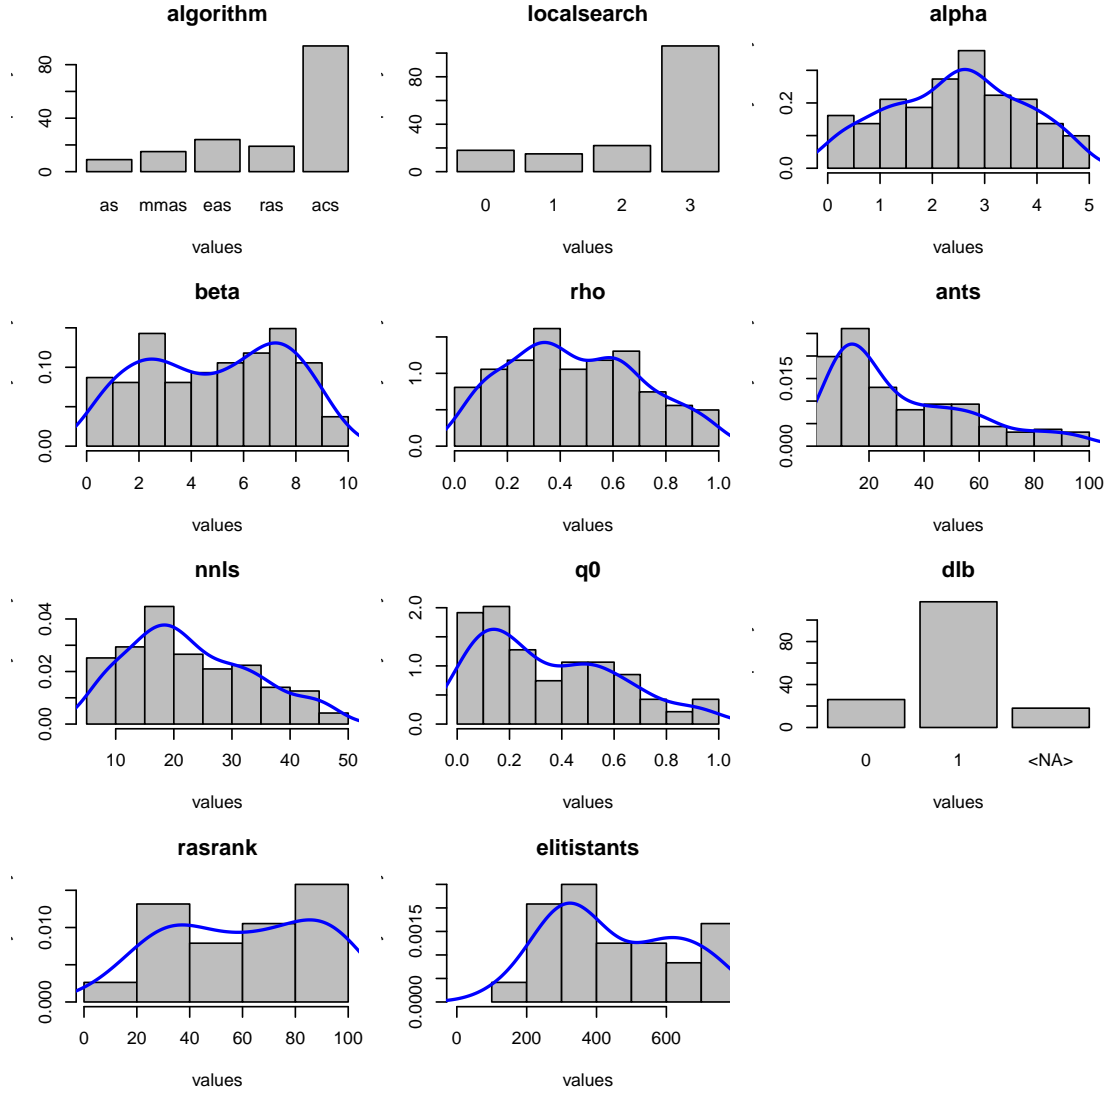 algorithm
80
40
0
as mmas eas ras acs
values
localsearch
80
40
0
0 1 2 3
values
alpha
0.2
0.0
0 1 2 3 4 5
values
beta
0.10
0.00
0 2 4 6 8 10
values
rho
1.0
0.0
0.0 0.2 0.4 0.6 0.8 1.0
values
ants
0.015
0.000
20 40 60 80 100
values
nnls
0.04
0.02
0.00
10 20 30 40 50
values
q0
2.0
1.0
0.0
0.0 0.2 0.4 0.6 0.8 1.0
values
dlb
80
40
0
0 1 <NA>
values
rasrank
0.010
0.000
0 20 40 60 80 100
values
elitistants
0.0015
0.0000
0 200 400 600
values